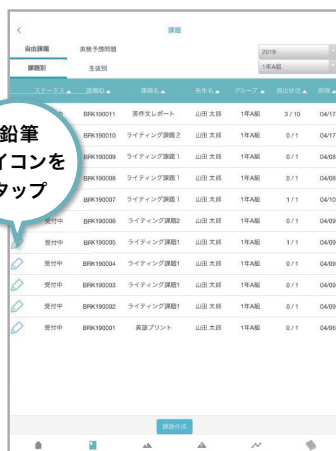 課題
自由課題 英検予想問題
2019
課題別 生徒別
1年A組
ステータス▲ 課題ID▲ 課題名▲ 先生名▲ グループ▲ 提出状況▲ 期限▲
中 BRK190011 英作文レポート 山田 太郎 1年A組 3 / 10 04/17
BRK190010 ライティング課題２ 山田 太郎 1年A組 0 / 1 04/17
BRK190009 ライティング課題１ 山田 太郎 1年A組 0 / 1 04/08
BRK190008 ライティング課題１ 山田 太郎 1年A組 0 / 1 04/08
BRK190007 ライティング課題１ 山田 太郎 1年A組 1 / 1 04/10
受付中 BRK190006 ライティング課題2 山田 太郎 1年A組 0 / 1 04/09
受付中 BRK190005 ライティング課題1 山田 太郎 1年A組 1 / 1 04/09
受付中 BRK190004 ライティング課題1 山田 太郎 1年A組 0 / 1 04/09
受付中 BRK190003 ライティング課題1 山田 太郎 1年A組 0 / 1 04/09
受付中 BRK190002 ライティング課題1 山田 太郎 1年A組 0 / 1 04/09
受付中 BRK190001 英語プリント 山田 太郎 1年A組 0 / 1 04/06
鉛筆
イコンを
タップ
課題作成